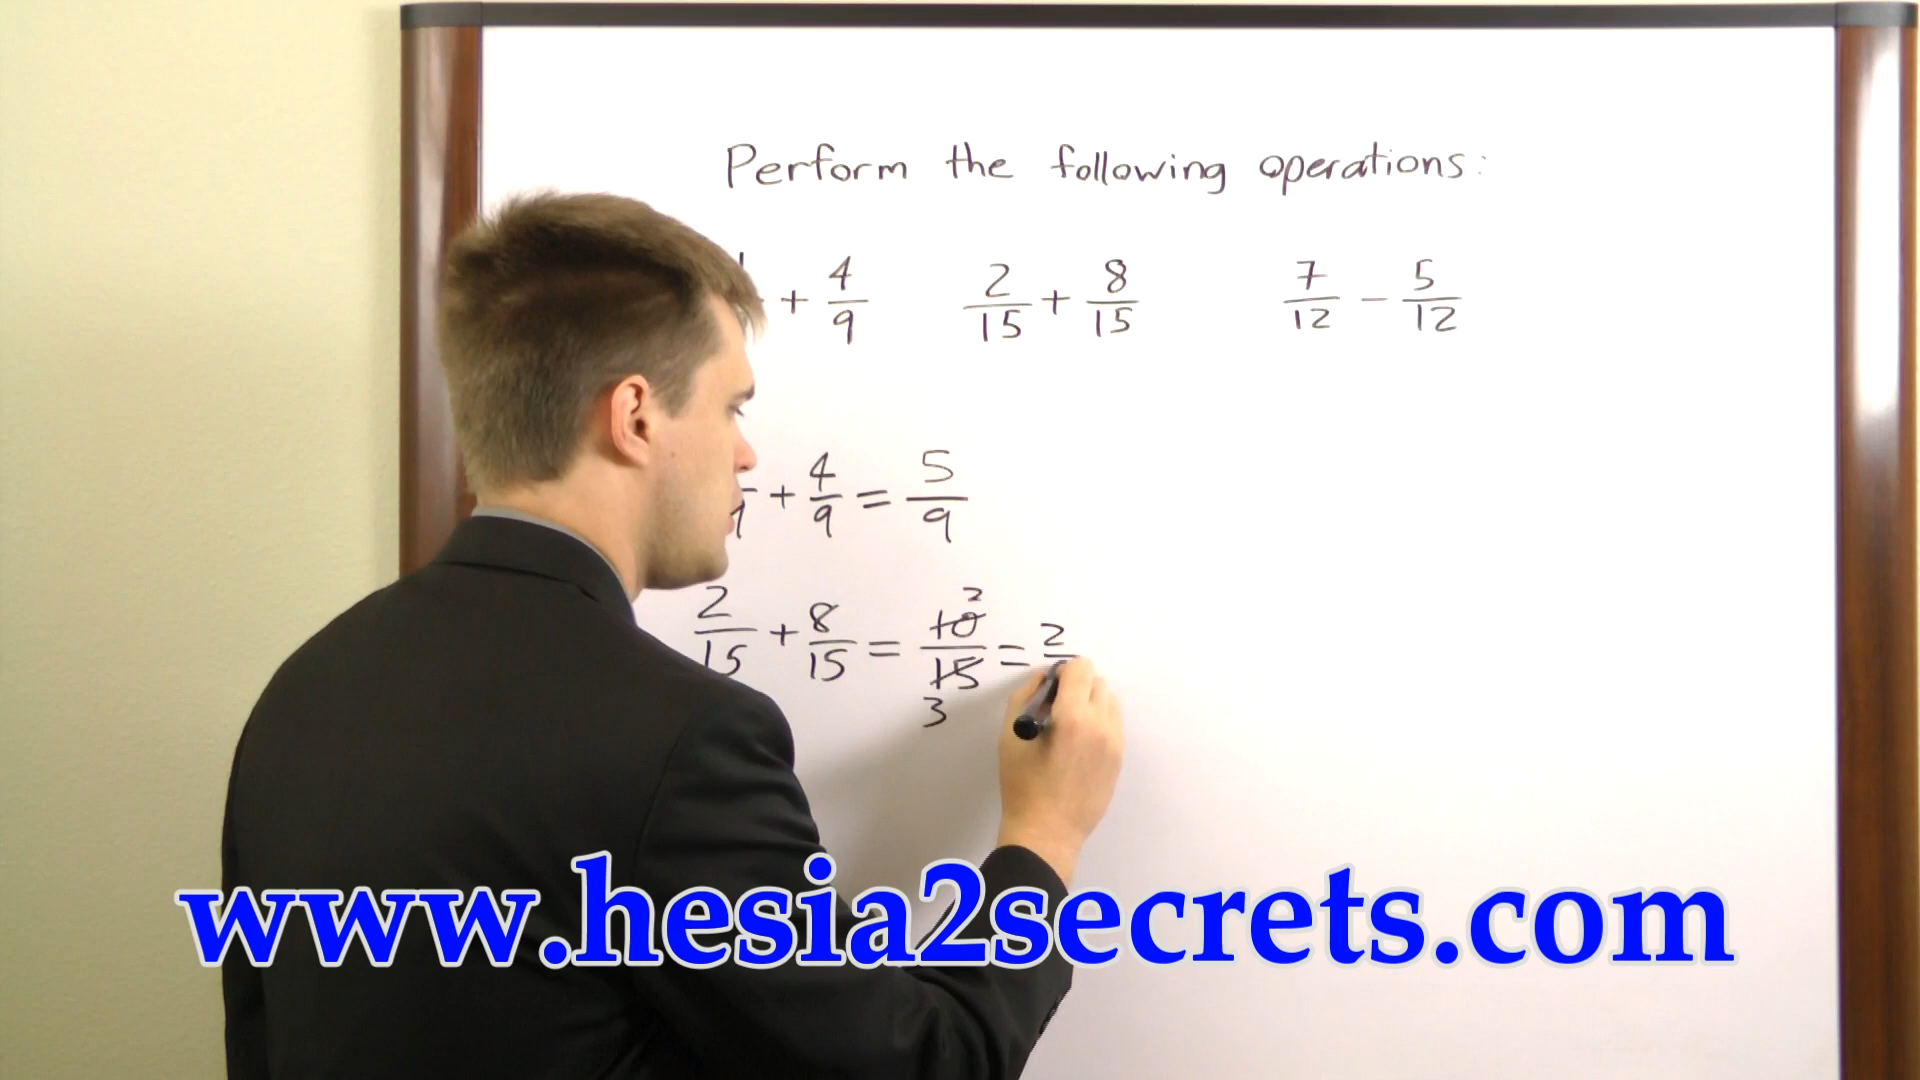 Perform the following operations:
+ 4/9 2/15 + 8/15 7/12 - 5/12
+ 4/9 = 5/9
2/15 + 8/15 = 10/15 = 2/
2
3
www.hesia2secrets.com